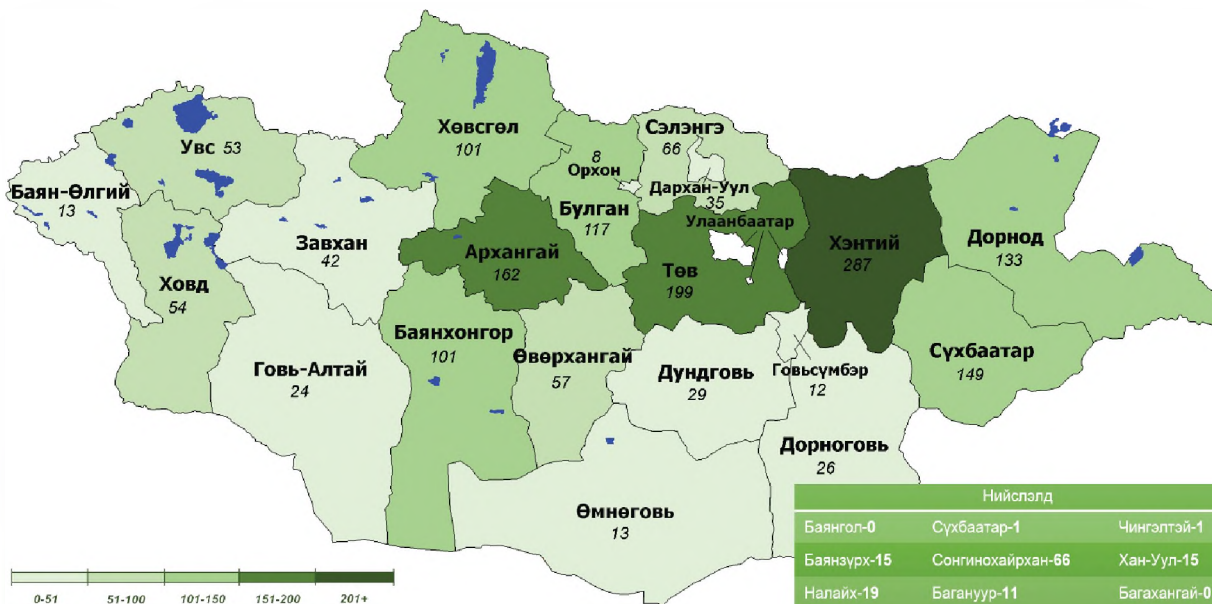 Хөвсгөл
101
Сэлэнгэ
66
Увс 53
8
Орхон
Баян-Өлгий
13
Дархан-Уул
35
Булган
117
Улаанбаатар
Завхан
42
Архангай
162
Хэнтий
287
Дорнод
133
Төв
199
Ховд
54
Баянхонгор
101
Өвөрхангай
57
Говь-Алтай
24
Дундговь
29
Говьсүмбэр
12
Сүхбаатар
149
Дорноговь
26
Өмнөговь
13
Нийслэлд
Баянгол-0 Сүхбаатар-1 Чингэлтэй-1
Баянзүрх-15 Сонгинохайрхан-66 Хан-Уул-15
Налайх-19 Багануур-11 Багахангай-0
0-51 51-100 101-150 151-200 201+